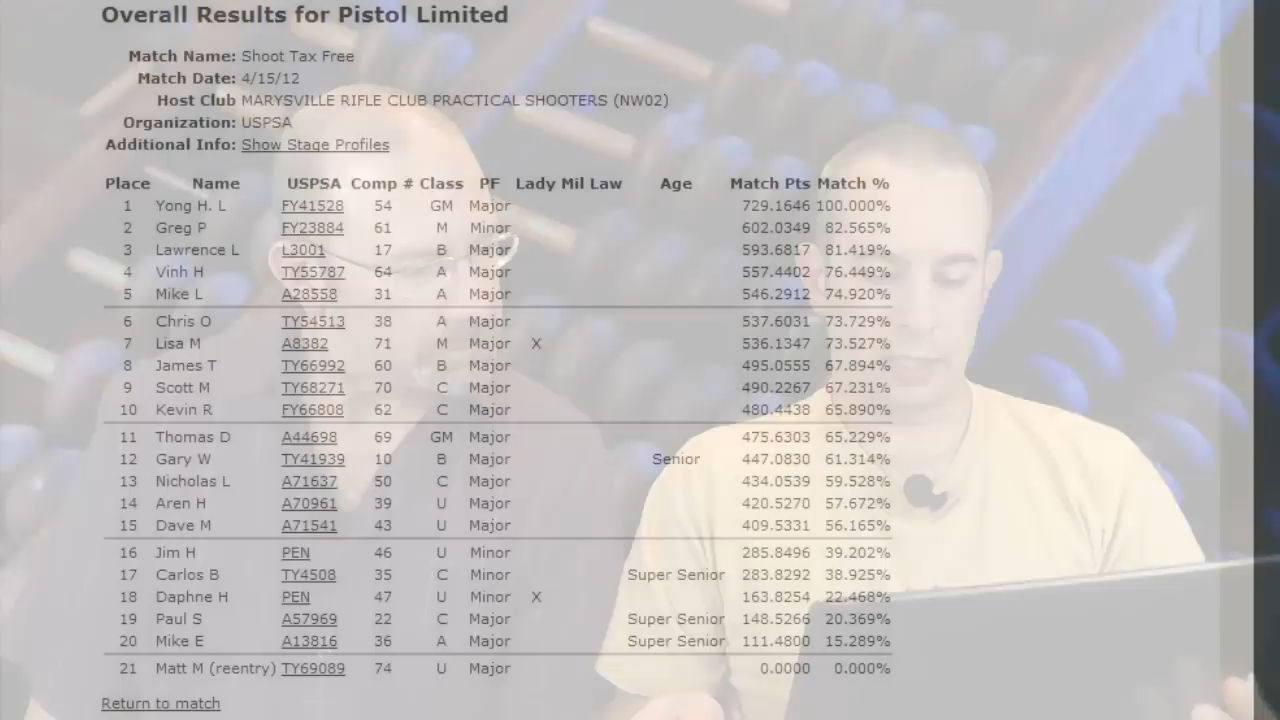 Overall Results for Pistol Limited
Match Name: Shoot Tax Free
Match Date: 4/15/12
Host Club MARYSVILLE RIFLE CLUB PRACTICAL SHOOTERS (NW02)
Organization: USPSA
Additional Info: Show Stage Profiles
Place Name USPSA Comp # Class PF Lady Mil Law Age Match Pts Match %
1 Yong H. L FY41528 54 GM Major 729.1646 100.000%
2 Greg P FY23884 61 M Minor 602.0349 82.565%
3 Lawrence L L3001 17 B Major 593.6817 81.419%
4 Vinh H TY55787 64 A Major 557.4402 76.449%
5 Mike L A28558 31 A Major 546.2912 74.920%
6 Chris O TY54513 38 A Major 537.6031 73.729%
7 Lisa M A8382 71 M Major X 536.1347 73.527%
8 James T TY66992 60 B Major 495.0555 67.894%
9 Scott M TY68271 70 C Major 490.2267 67.231%
10 Kevin R FY66808 62 C Major 480.4438 65.890%
11 Thomas D A44698 69 GM Major 475.6303 65.229%
12 Gary W TY41939 10 B Major Senior 447.0830 61.314%
13 Nicholas L A71637 50 C Major 434.0539 59.528%
14 Aren H A70961 39 U Major 420.5270 57.672%
15 Dave M A71541 43 U Major 409.5331 56.165%
16 Jim H PEN 46 U Minor 285.8496 39.202%
17 Carlos B TY4508 35 C Minor Super Senior 283.8292 38.925%
18 Daphne H PEN 47 U Minor X 163.8254 22.468%
19 Paul S A57969 22 C Major Super Senior 148.5266 20.369%
20 Mike E A13816 36 A Major Super Senior 111.4800 15.289%
21 Matt M (reentry) TY69089 74 U Major 0.0000 0.000%
Return to match